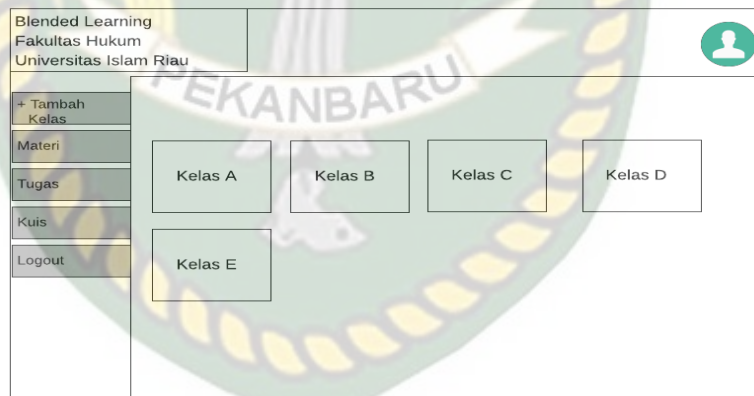 Blended Learning
Fakultas Hukum
Universitas Islam Riau
PEKANBARU
+ Tambah
Kelas
Materi
Tugas
Kuis
Logout
Kelas A
Kelas B
Kelas C
Kelas D
Kelas E